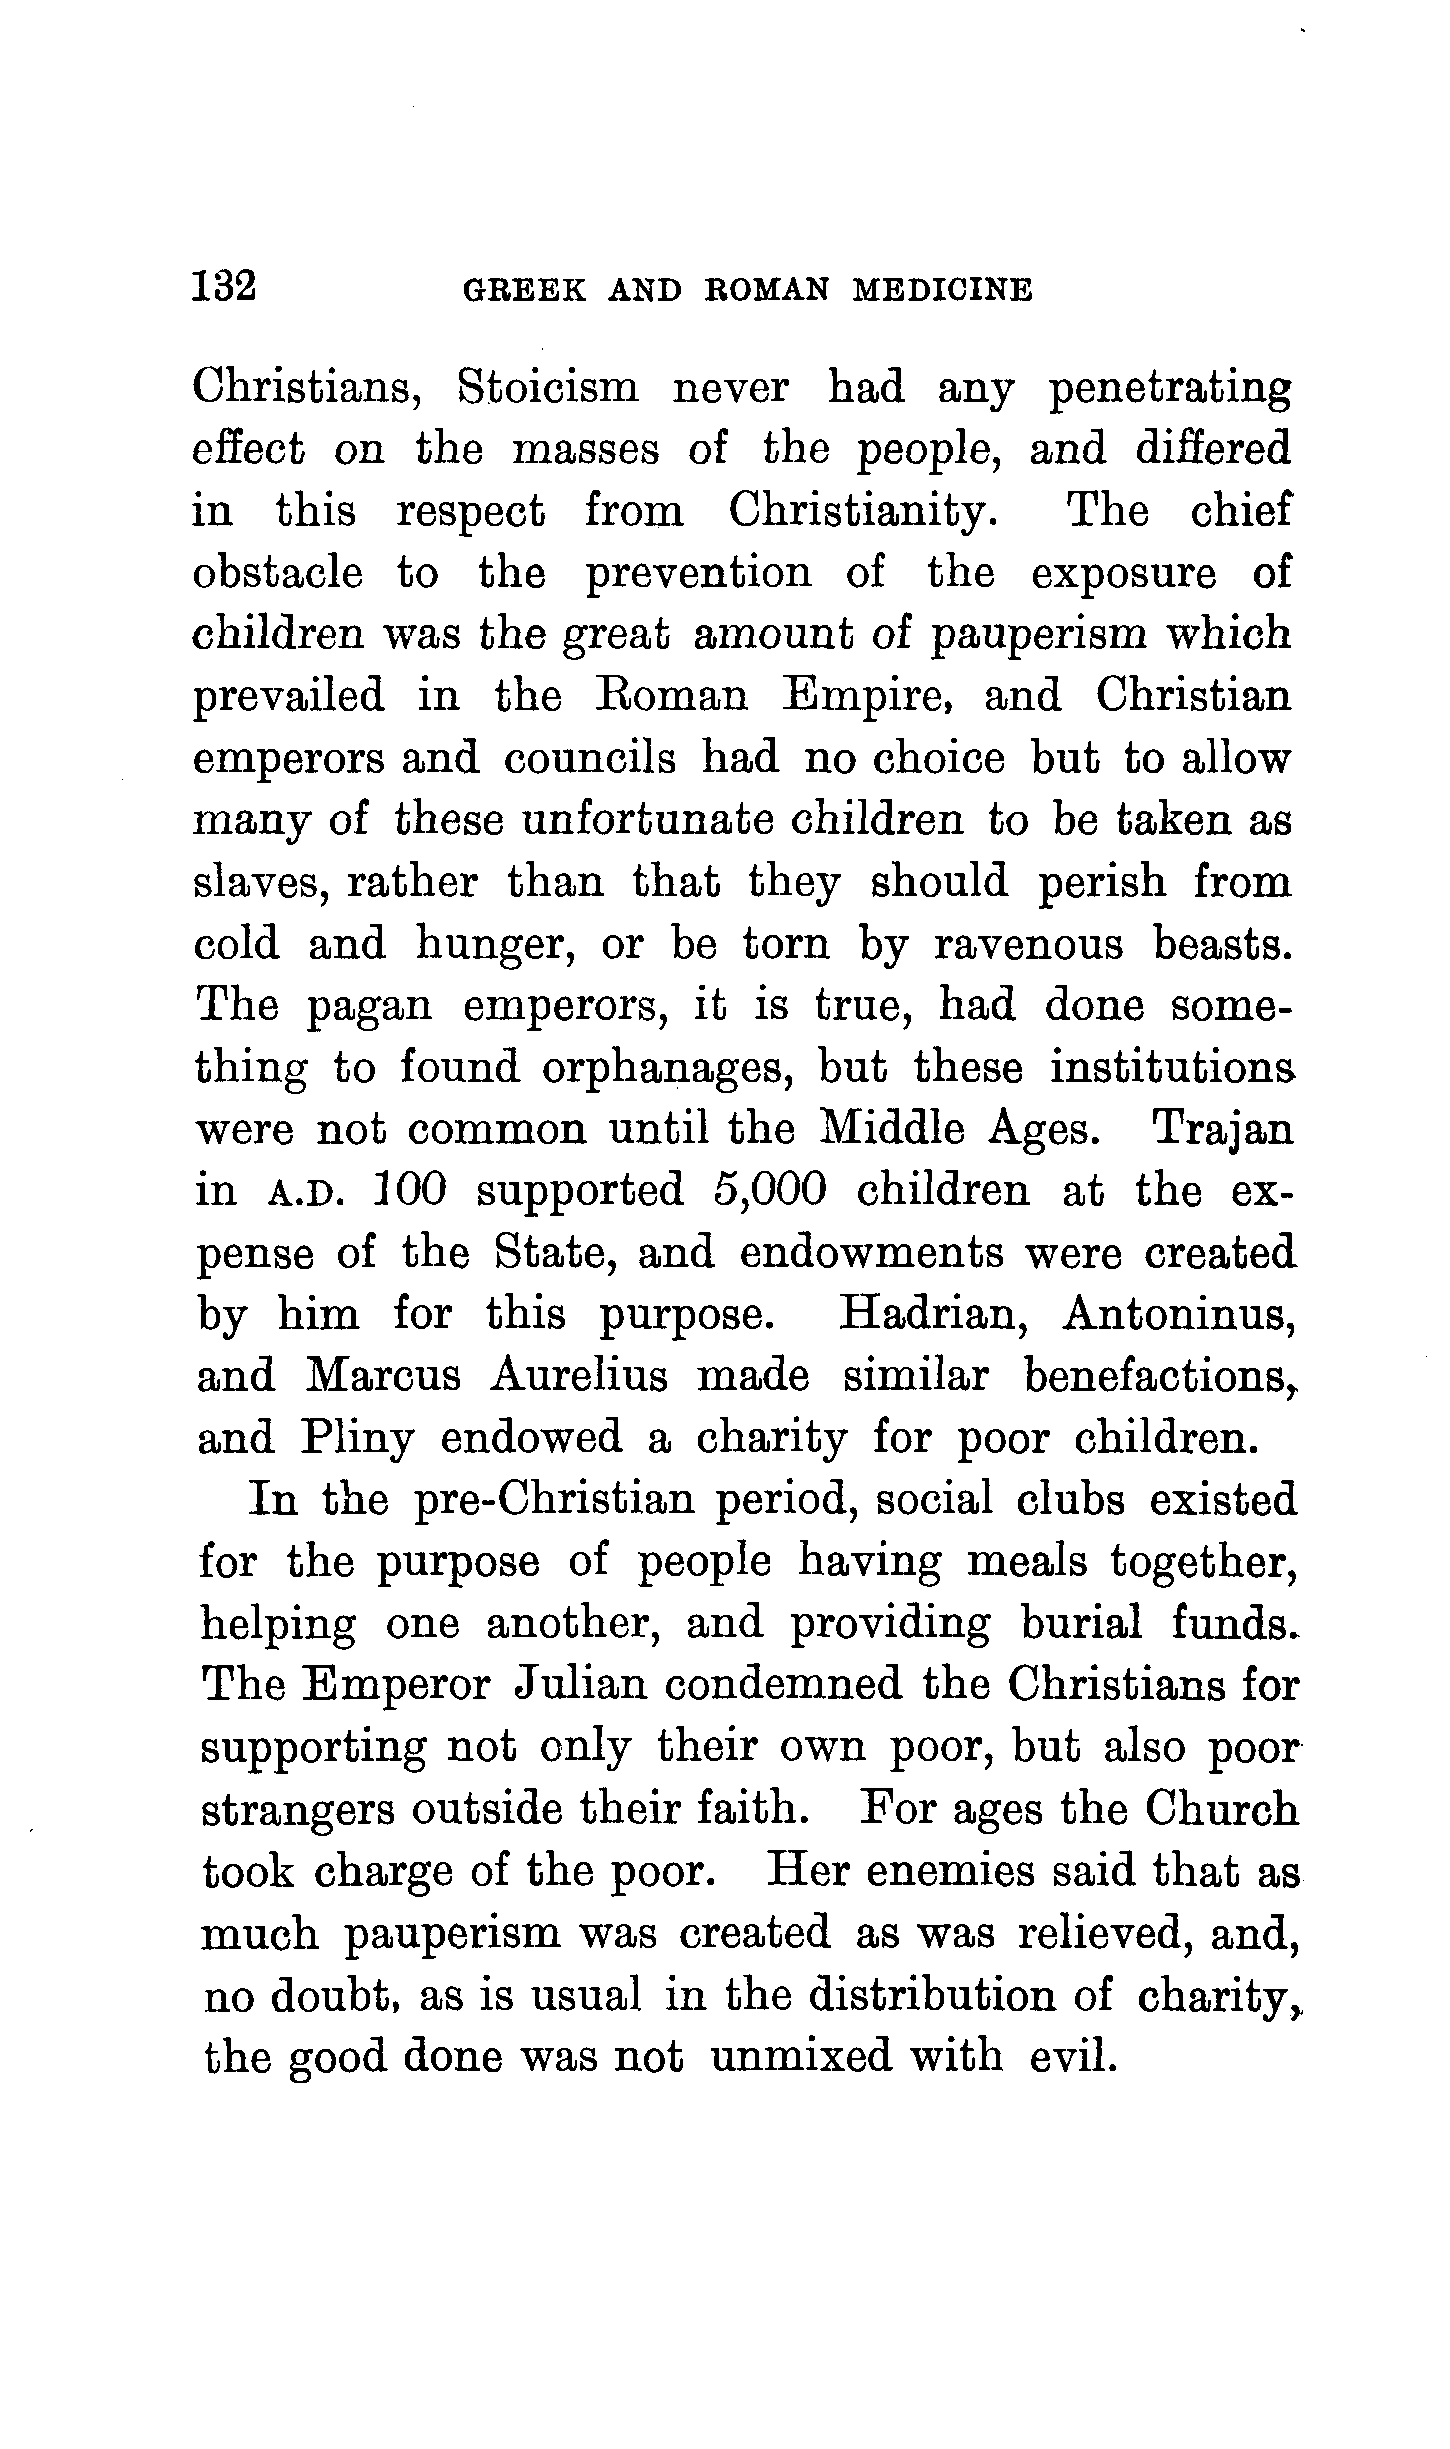 132 GREEK AND ROMAN MEDICINE
Christians, Stoicism never had any penetrating
effect on the masses of the people, and differed
in this respect from Christianity. The chief
obstacle to the prevention of the exposure of
children was the great amount of pauperism which
prevailed in the Roman Empire, and Christian
emperors and councils had no choice but to allow
many of these unfortunate children to be taken as
slaves, rather than that they should perish from
cold and hunger, or be torn by ravenous beasts.
The pagan emperors, it is true, had done some-
thing to found orphanages, but these institutions
were not common until the Middle Ages. Trajan
in A.D. 100 supported 5,000 children at the ex-
pense of the State, and endowments were created
by him for this purpose. Hadrian, Antoninus,
and Marcus Aurelius made similar benefactions,
and Pliny endowed a charity for poor children.
In the pre-Christian period, social clubs existed
for the purpose of people having meals together,
helping one another, and providing burial funds.
The Emperor Julian condemned the Christians for
supporting not only their own poor, but also poor
strangers outside their faith. For ages the Church
took charge of the poor. Her enemies said that as
much pauperism was created as was relieved, and,
no doubt, as is usual in the distribution of charity,
the good done was not unmixed with evil.